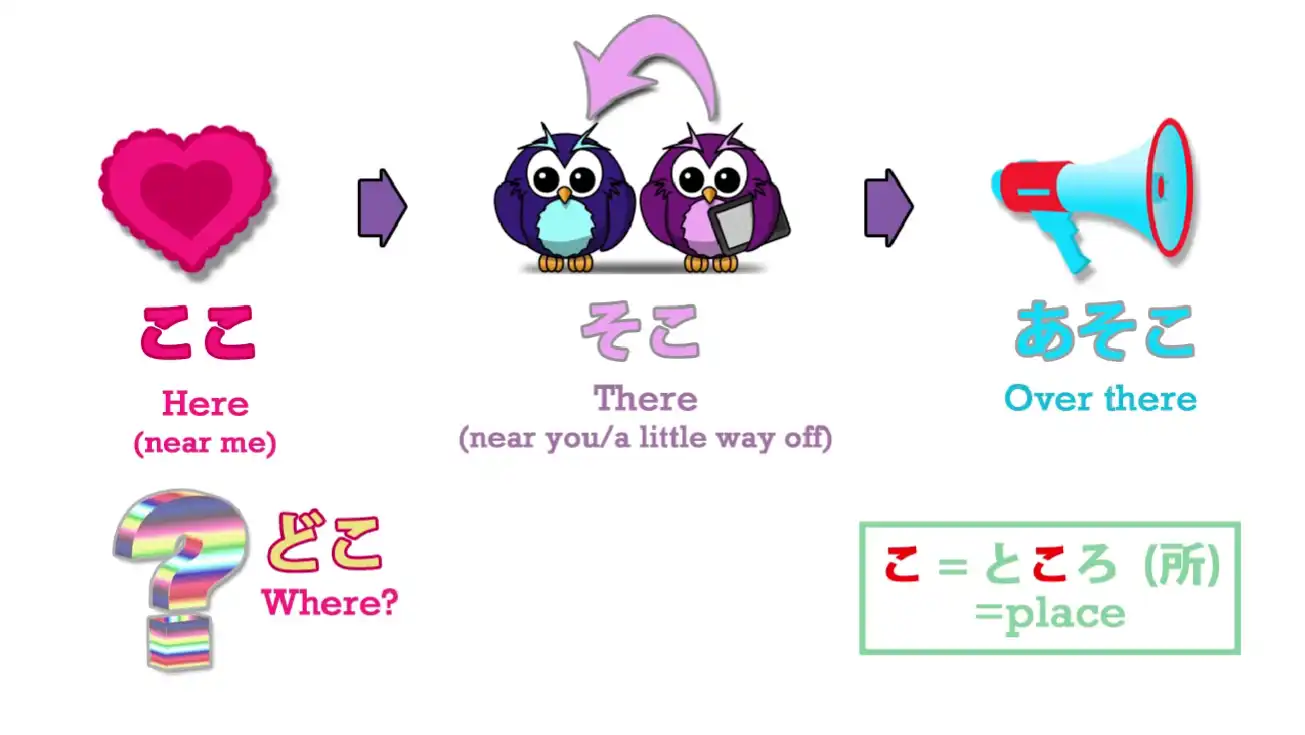 ここ
Here
(near me)
そこ
There
(near you/a little way off)
あそこ
Over there
どこ
Where?
こ = ところ (所)
=place